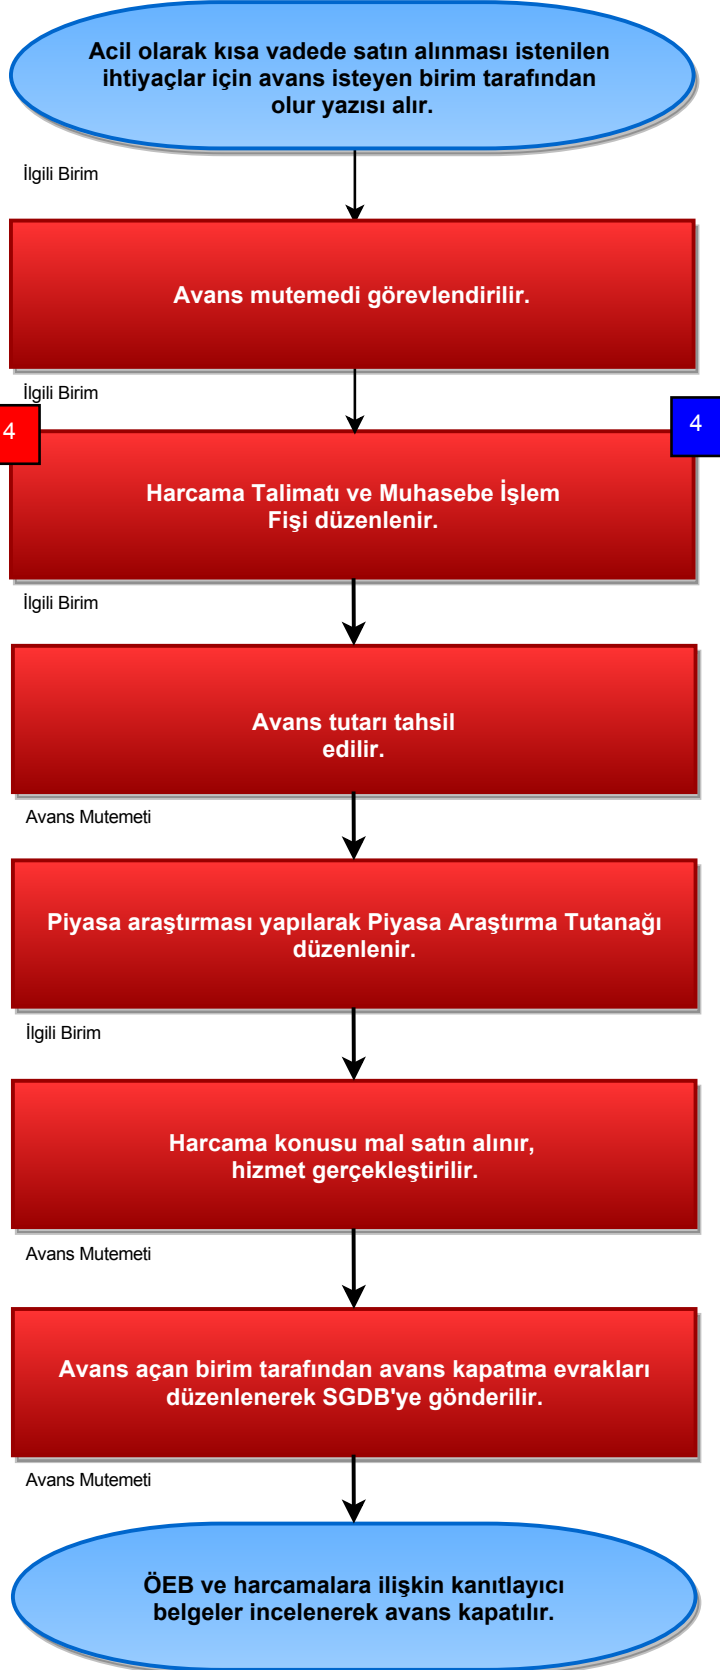 Acil olarak kısa vadede satın alınması istenilen
ihtiyaçlar için avans isteyen birim tarafından
olur yazısı alır.
İlgili Birim
Avans mutemedi görevlendirilir.
İlgili Birim
4
4
Harcama Talimatı ve Muhasebe İşlem
Fişi düzenlenir.
İlgili Birim
Avans tutarı tahsil
edilir.
Avans Mutemeti
Piyasa araştırması yapılarak Piyasa Araştırma Tutanağı
düzenlenir.
İlgili Birim
Harcama konusu mal satın alınır,
hizmet gerçekleştirilir.
Avans Mutemeti
Avans açan birim tarafından avans kapatma evrakları
düzenlenerek SGDB'ye gönderilir.
Avans Mutemeti
ÖEB ve harcamalara ilişkin kanıtlayıcı
belgeler incelenerek avans kapatılır.